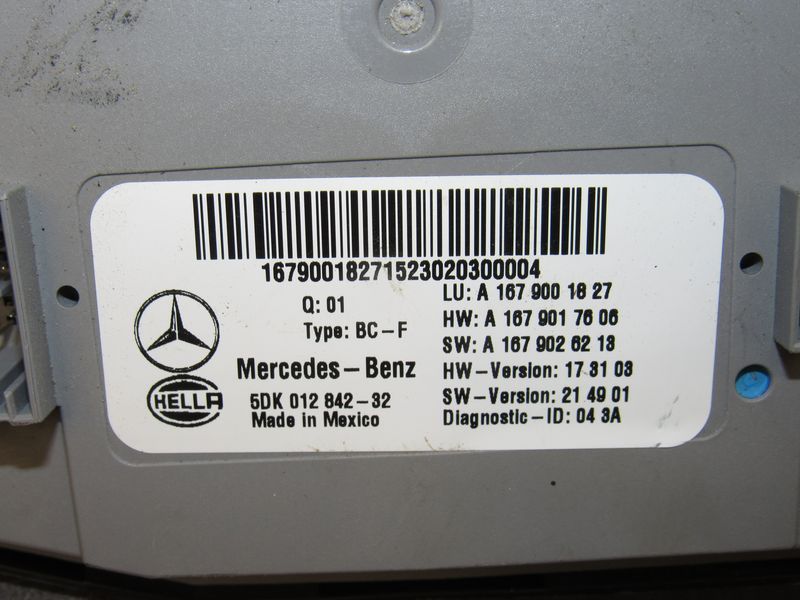 1679001827152302030004
Q: 01
Type: BC-F
Mercedes-Benz
HELLA
5DK 012 842-32
Made in Mexico
LU: A 167 900 18 27
HW: A 167 901 76 06
SW: A 167 902 62 13
HW-Version: 17 31 03
SW-Version: 21 49 01
Diagnostic-ID: 04 3A